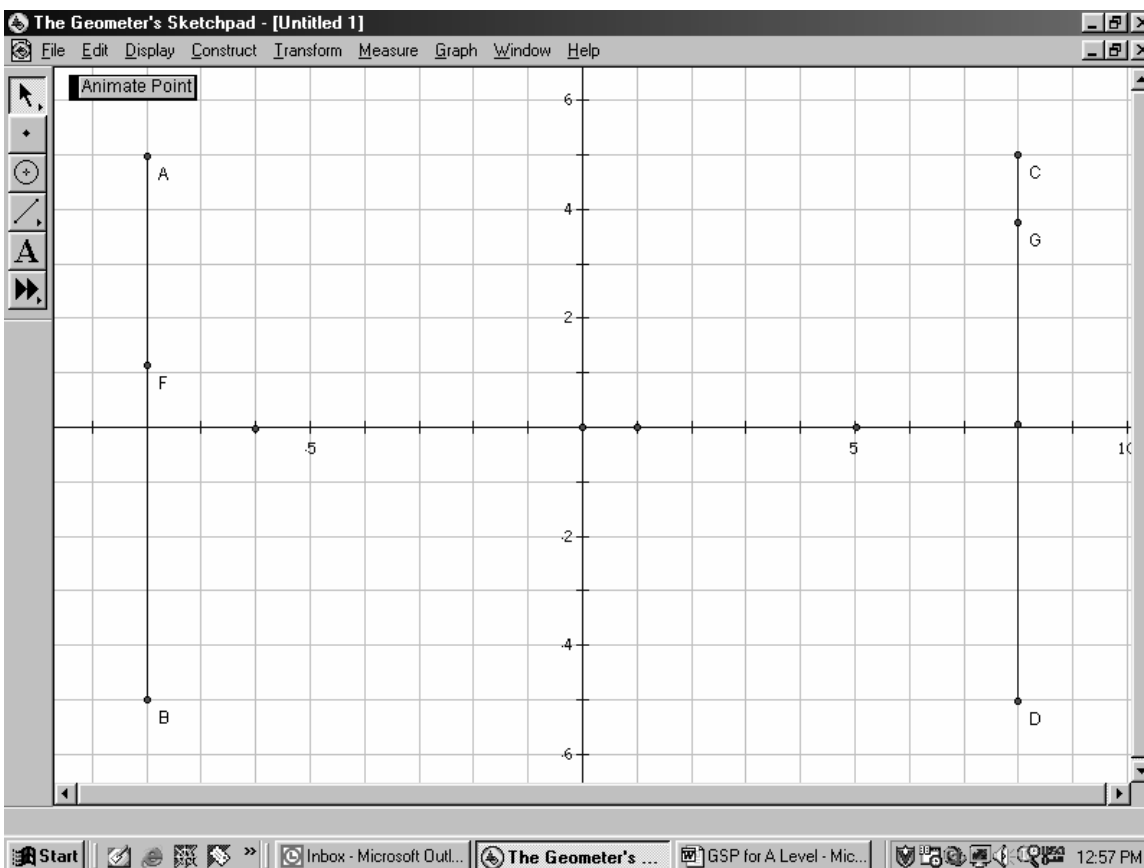 The Geometer's Sketchpad - [Untitled 1]
File Edit Display Construct Transform Measure Graph Window Help
Animate Point
6
A
C
4
G
A
2
F
-5
5
10
-2
-4
B
D
-6
Start » Inbox - Microsoft Outl... The Geometer's ... GSP for A Level - Mic... 12:57 PM